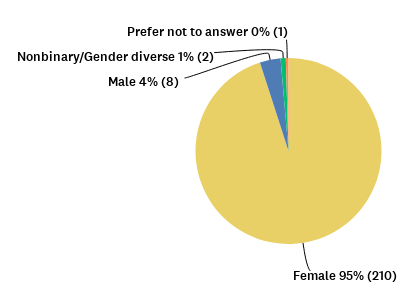 Prefer not to answer 0% (1)
Nonbinary/Gender diverse 1% (2)
Male 4% (8)
Female 95% (210)